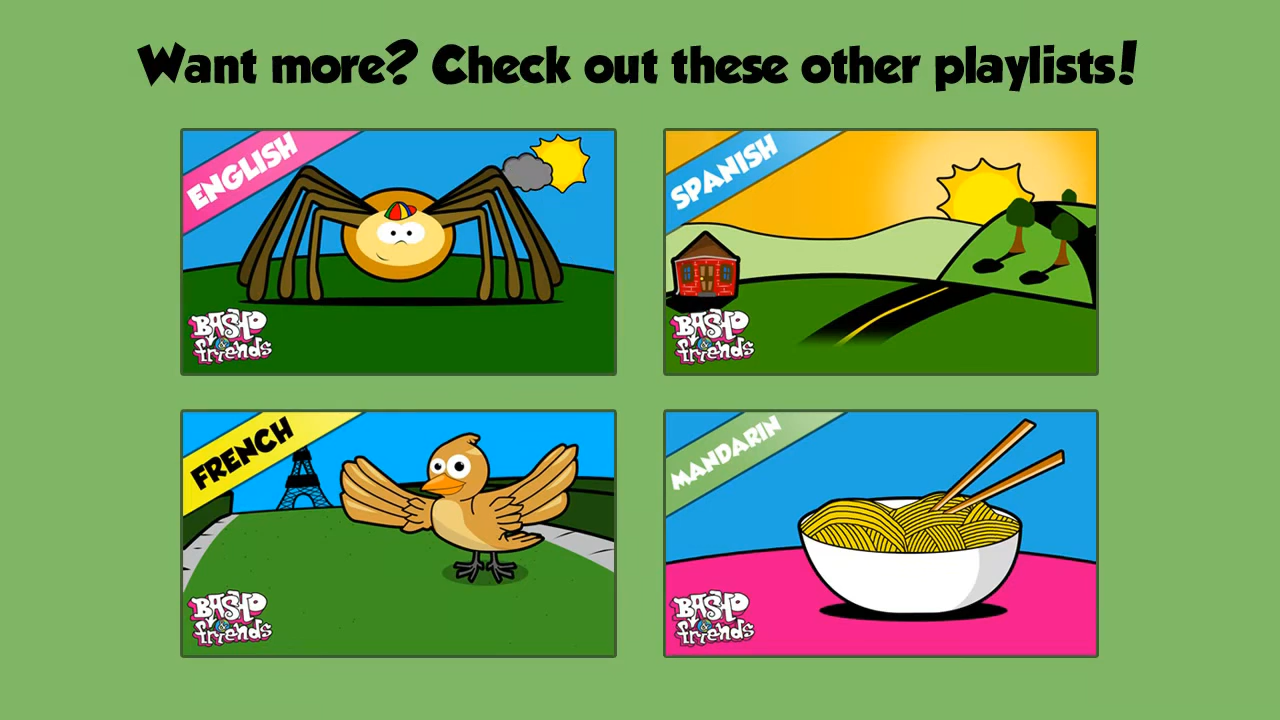 Want more? Check out these other playlists!
ENGLISH
BASHO
&
friends
SPANISH
BASHO
&
friends
FRENCH
BASHO
&
friends
MANDARIN
BASHO
&
friends